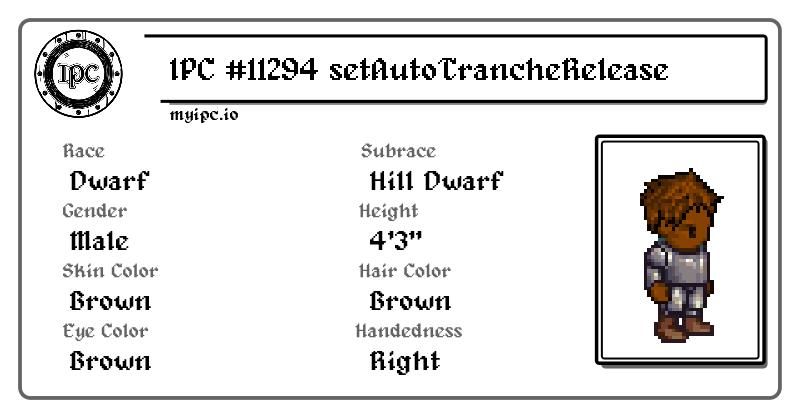 IPC
IPC #11294 setAutoTrancheRelease
myipc.io
Race
Dwarf
Subrace
Hill Dwarf
Gender
Male
Height
4'3"
Skin Color
Brown
Hair Color
Brown
Eye Color
Brown
Handedness
Right